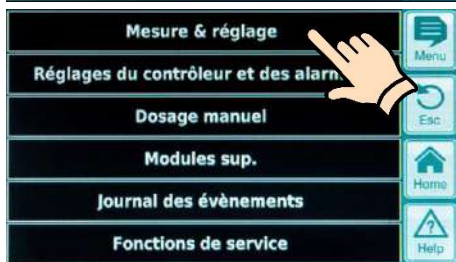 Mesure & réglage
Réglages du contrôleur et des
Dosage manuel
Modules sup.
Journal des évènements
Fonctions de service
Menu
Esc
Home
Help